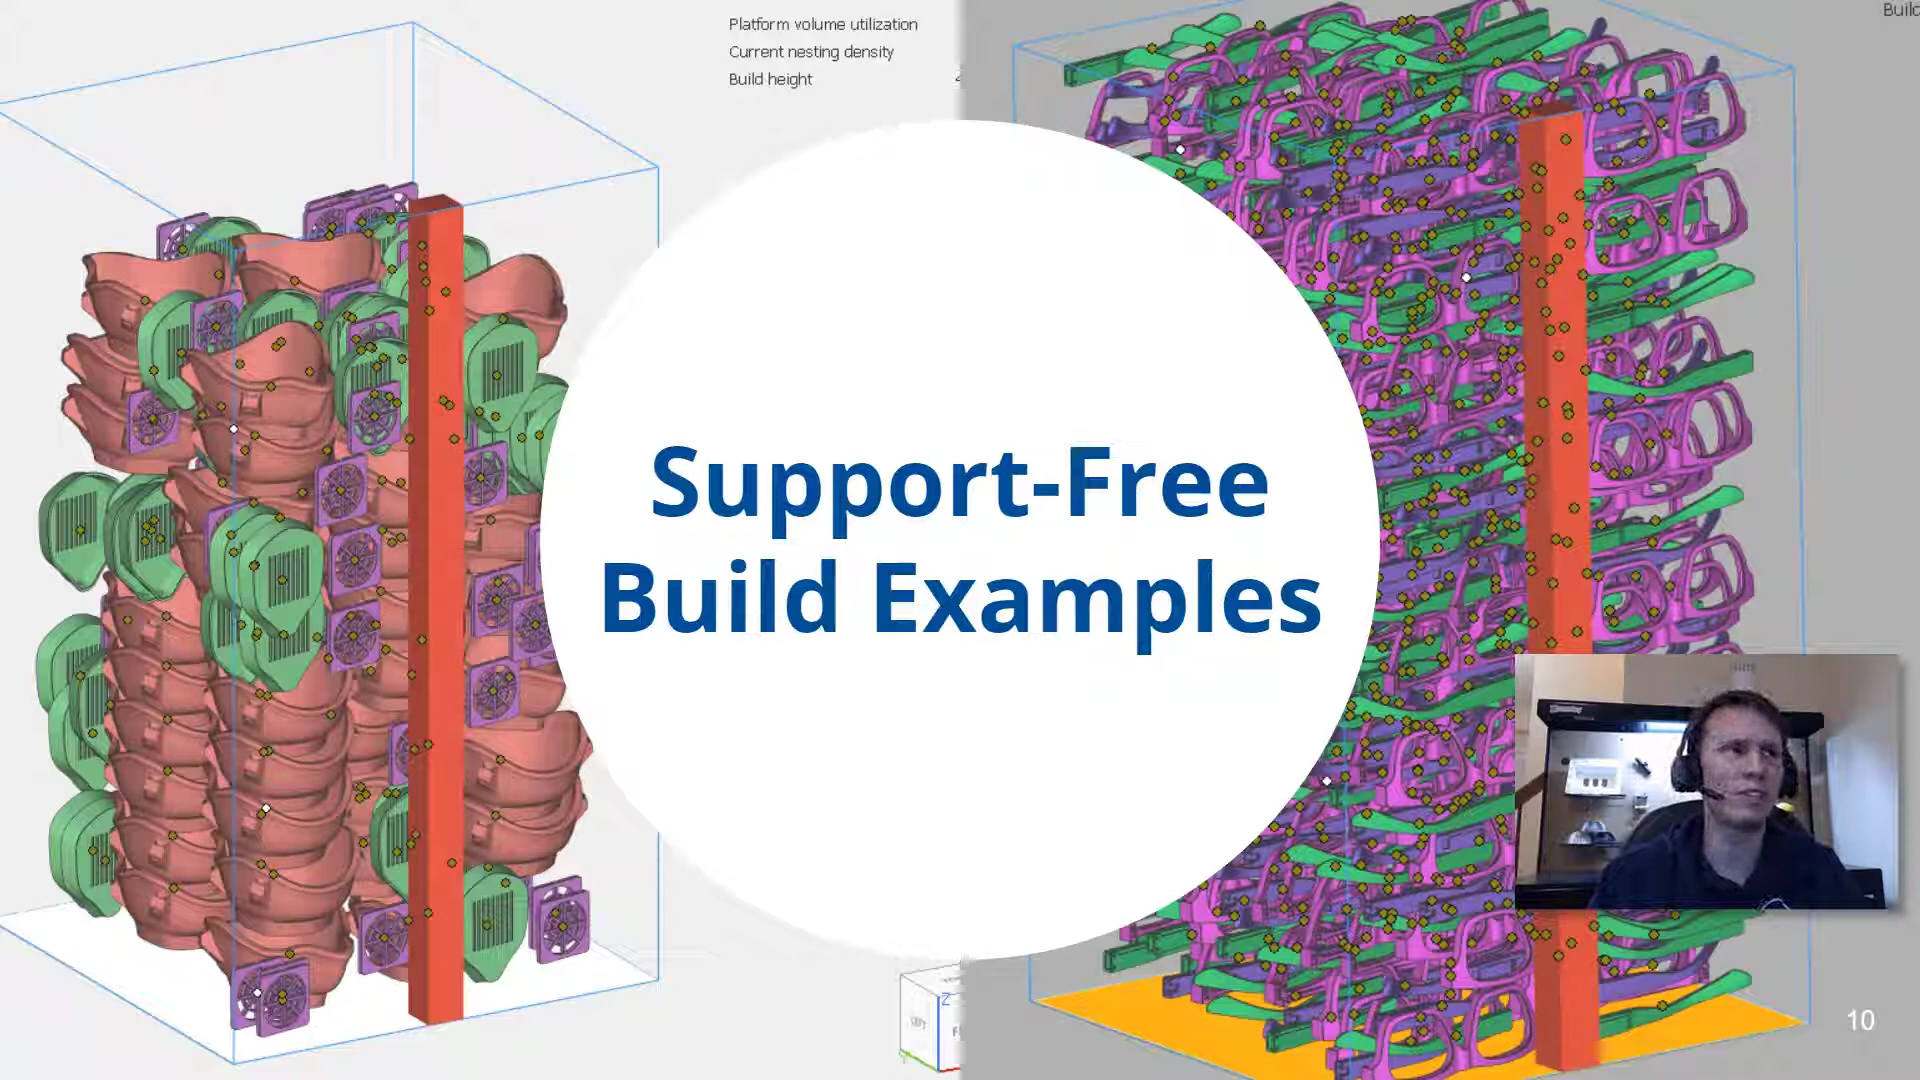 Platform volume utilization
Current nesting density
Build height
Support-Free
Build Examples
Z
10